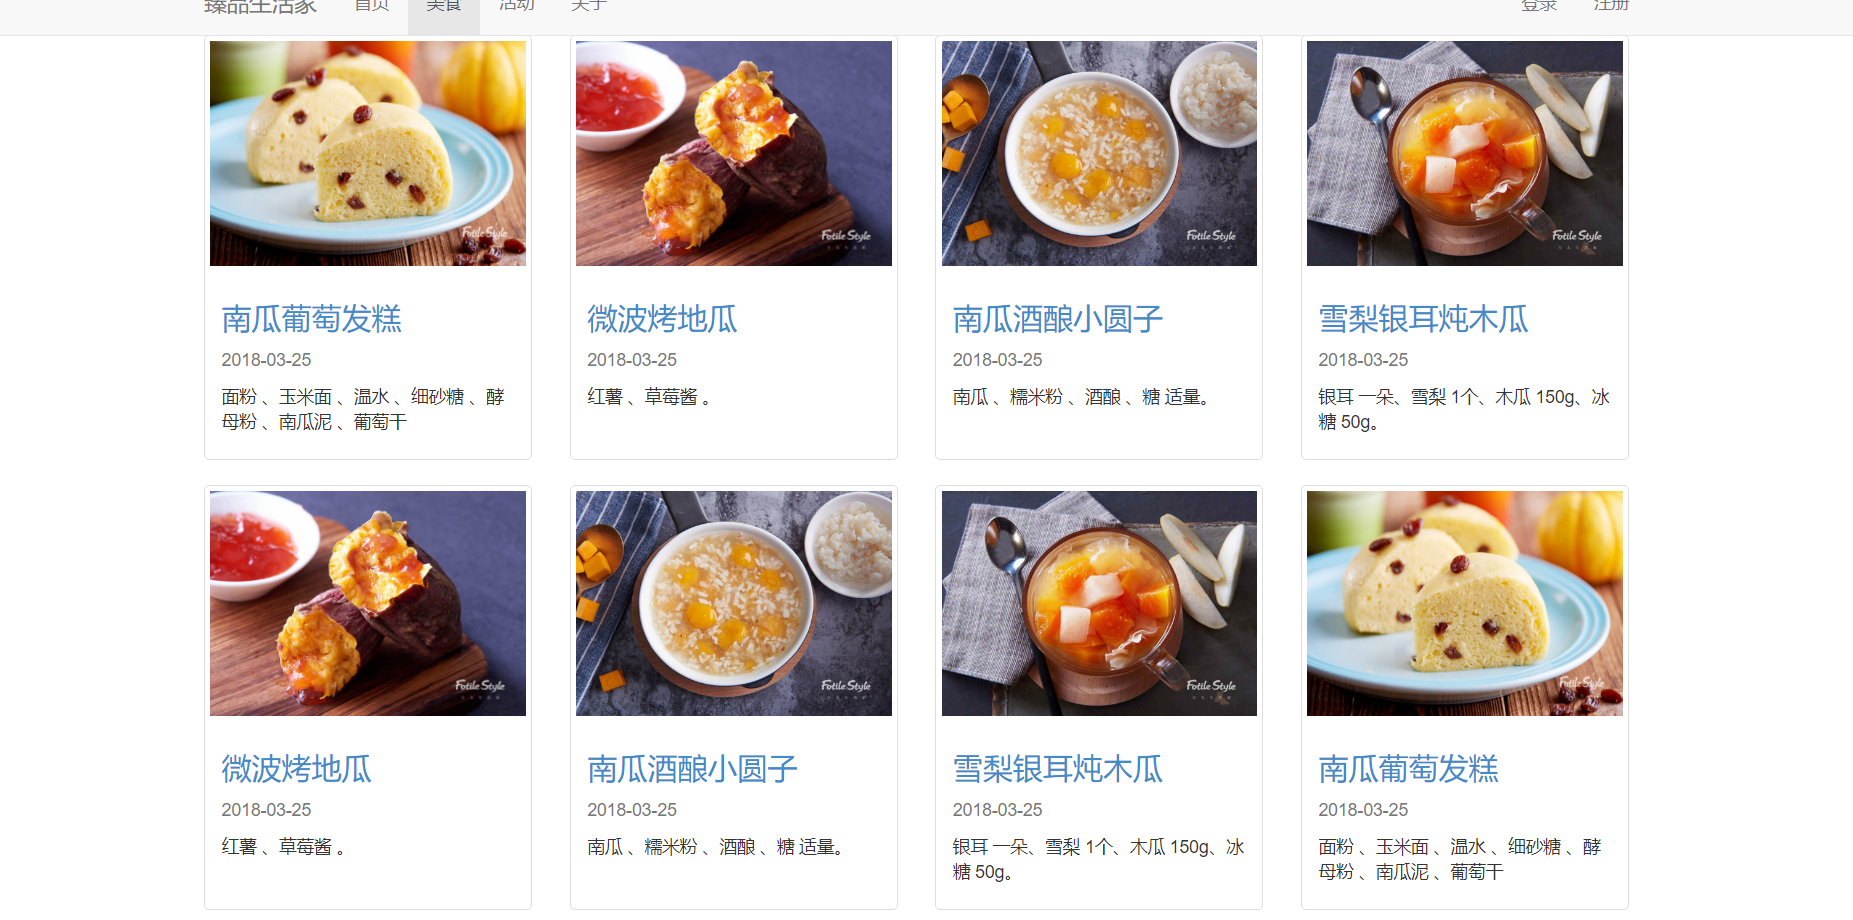 臻品生活家 首页 美食 活动 关于 登录 注册
Fotile Style
Fotile Style
Fotile Style
Fotile Style
南瓜葡萄发糕
2018-03-25
面粉 、玉米面 、温水 、细砂糖 、酵
母粉 、南瓜泥 、葡萄干
微波烤地瓜
2018-03-25
红薯 、草莓酱 。
南瓜酒酿小圆子
2018-03-25
南瓜 、糯米粉 、酒酿 、糖 适量。
雪梨银耳炖木瓜
2018-03-25
银耳 一朵、雪梨 1个、木瓜 150g、冰
糖 50g。
Fotile Style
Fotile Style
Fotile Style
Fotile Style
微波烤地瓜
2018-03-25
红薯 、草莓酱 。
南瓜酒酿小圆子
2018-03-25
南瓜 、糯米粉 、酒酿 、糖 适量。
雪梨银耳炖木瓜
2018-03-25
银耳 一朵、雪梨 1个、木瓜 150g、冰
糖 50g。
南瓜葡萄发糕
2018-03-25
面粉 、玉米面 、温水 、细砂糖 、酵
母粉 、南瓜泥 、葡萄干